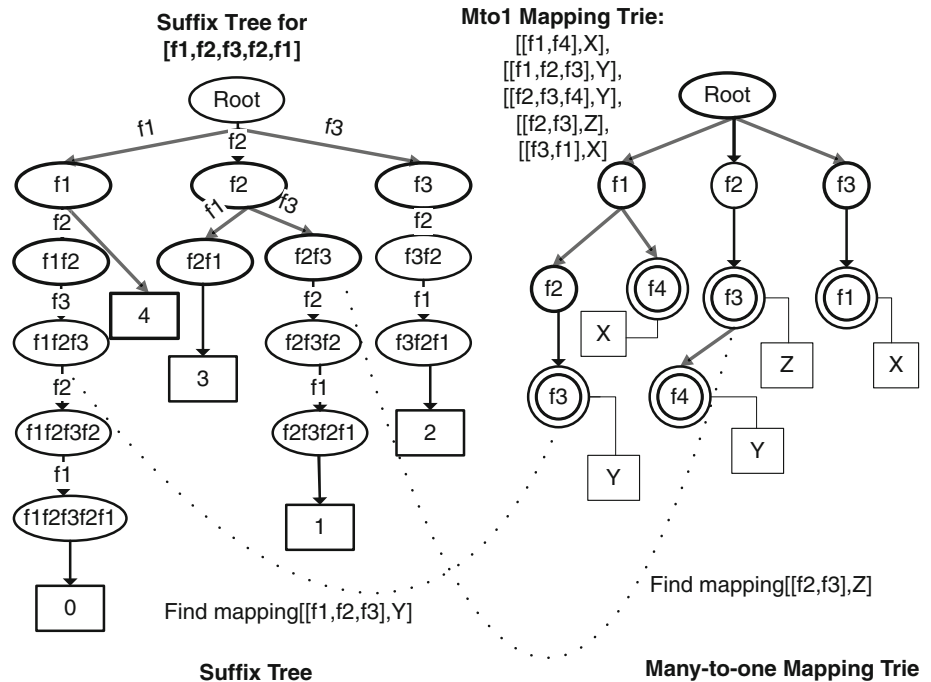 Suffix Tree for
[f1,f2,f3,f2,f1]
Mto1 Mapping Trie:
[[f1,f4],X],
[[f1,f2,f3],Y],
[[f2,f3,f4],Y],
[[f2,f3],Z],
[[f3,f1],X]
Root
f1
f2
f3
f1
f2
f3
f2
f1
f3
f2
f1f2
f2f1
f2f3
f3f2
f3
4
f2
f1
f1f2f3
3
f2f3f2
f3f2f1
f2
f1
f1f2f3f2
f2f3f2f1
2
f1
f1f2f3f2f1
1
0
Root
f1
f2
f3
f2
f4
f3
f1
X
Z
X
f3
f4
Y
Y
Find mapping[[f1,f2,f3],Y]
Find mapping[[f2,f3],Z]
Suffix Tree
Many-to-one Mapping Trie